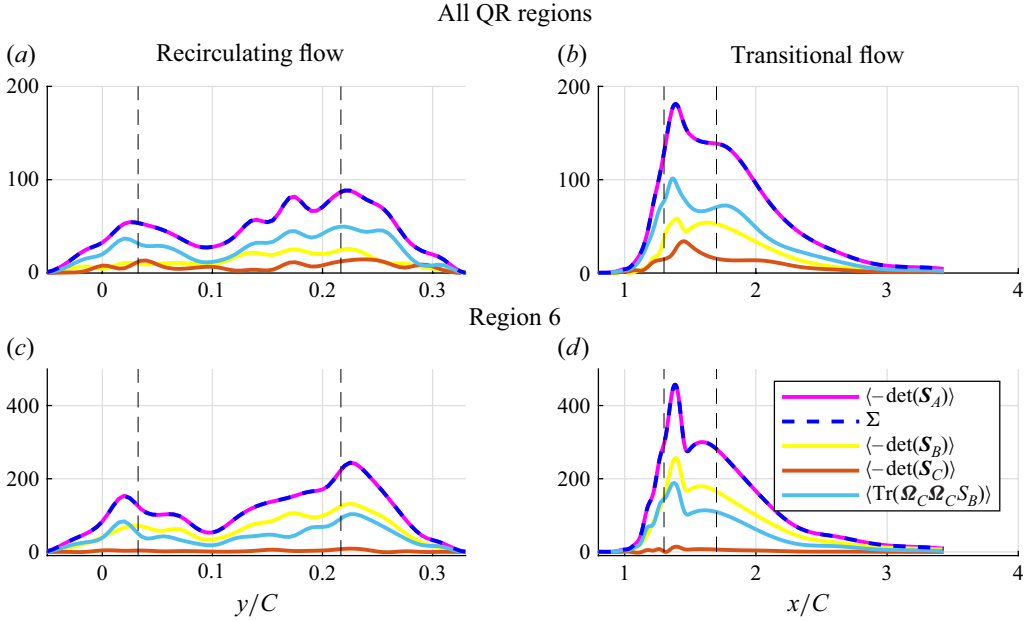 All QR regions
(a) Recirculating flow (b) Transitional flow
200 200
100 100
0 0
0 0.1 0.2 0.3 1 2 3 4
Region 6
(c) (d)
400 400
200 200
0 0
0 0.1 0.2 0.3 1 2 3 4
y/C x/C
⟨−det(S_A)⟩
Σ
⟨−det(S_B)⟩
⟨−det(S_C)⟩
⟨Tr(Ω_CΩ_CS_B)⟩